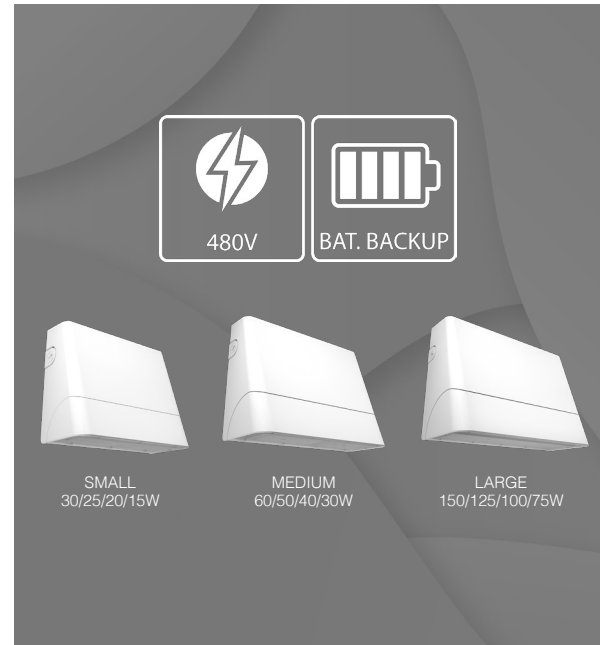 480V
BAT. BACKUP
SMALL
30/25/20/15W
MEDIUM
60/50/40/30W
LARGE
150/125/100/75W